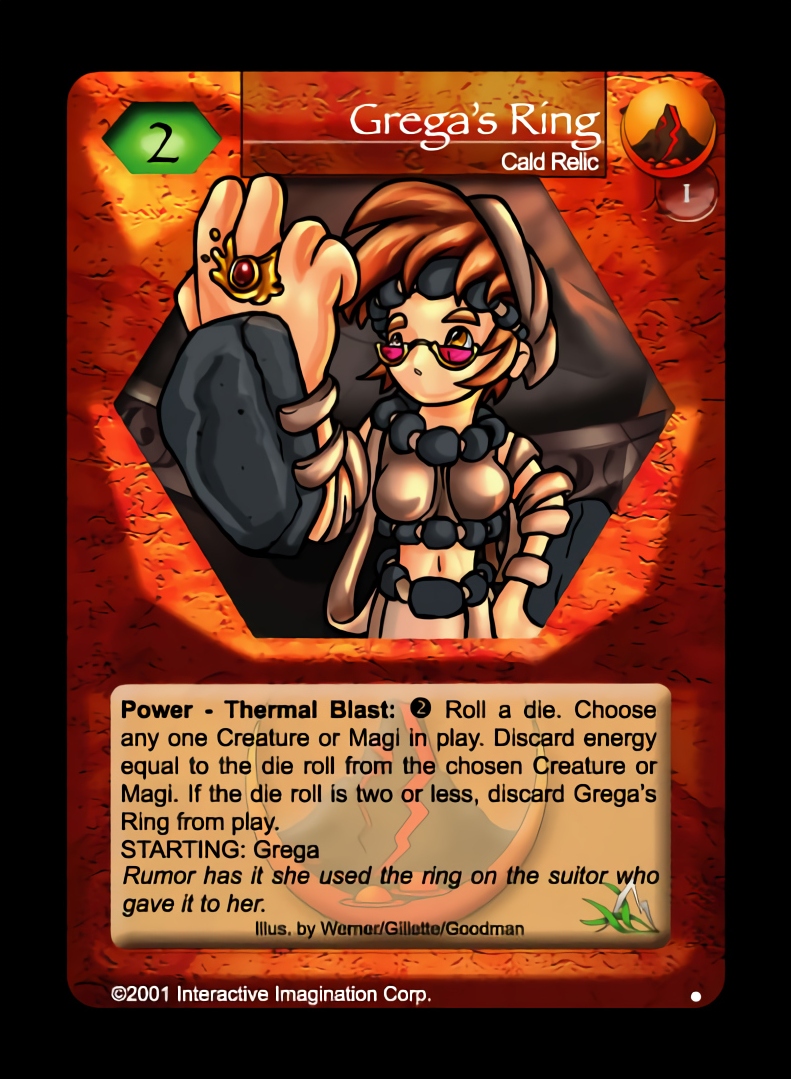 2
Grega's Ring
Cald Relic
I
Power - Thermal Blast: ❷ Roll a die. Choose
any one Creature or Magi in play. Discard energy
equal to the die roll from the chosen Creature or
Magi. If the die roll is two or less, discard Grega's
Ring from play.
STARTING: Grega
Rumor has it she used the ring on the suitor who
gave it to her.
Illus. by Werner/Gillette/Goodman
©2001 Interactive Imagination Corp.